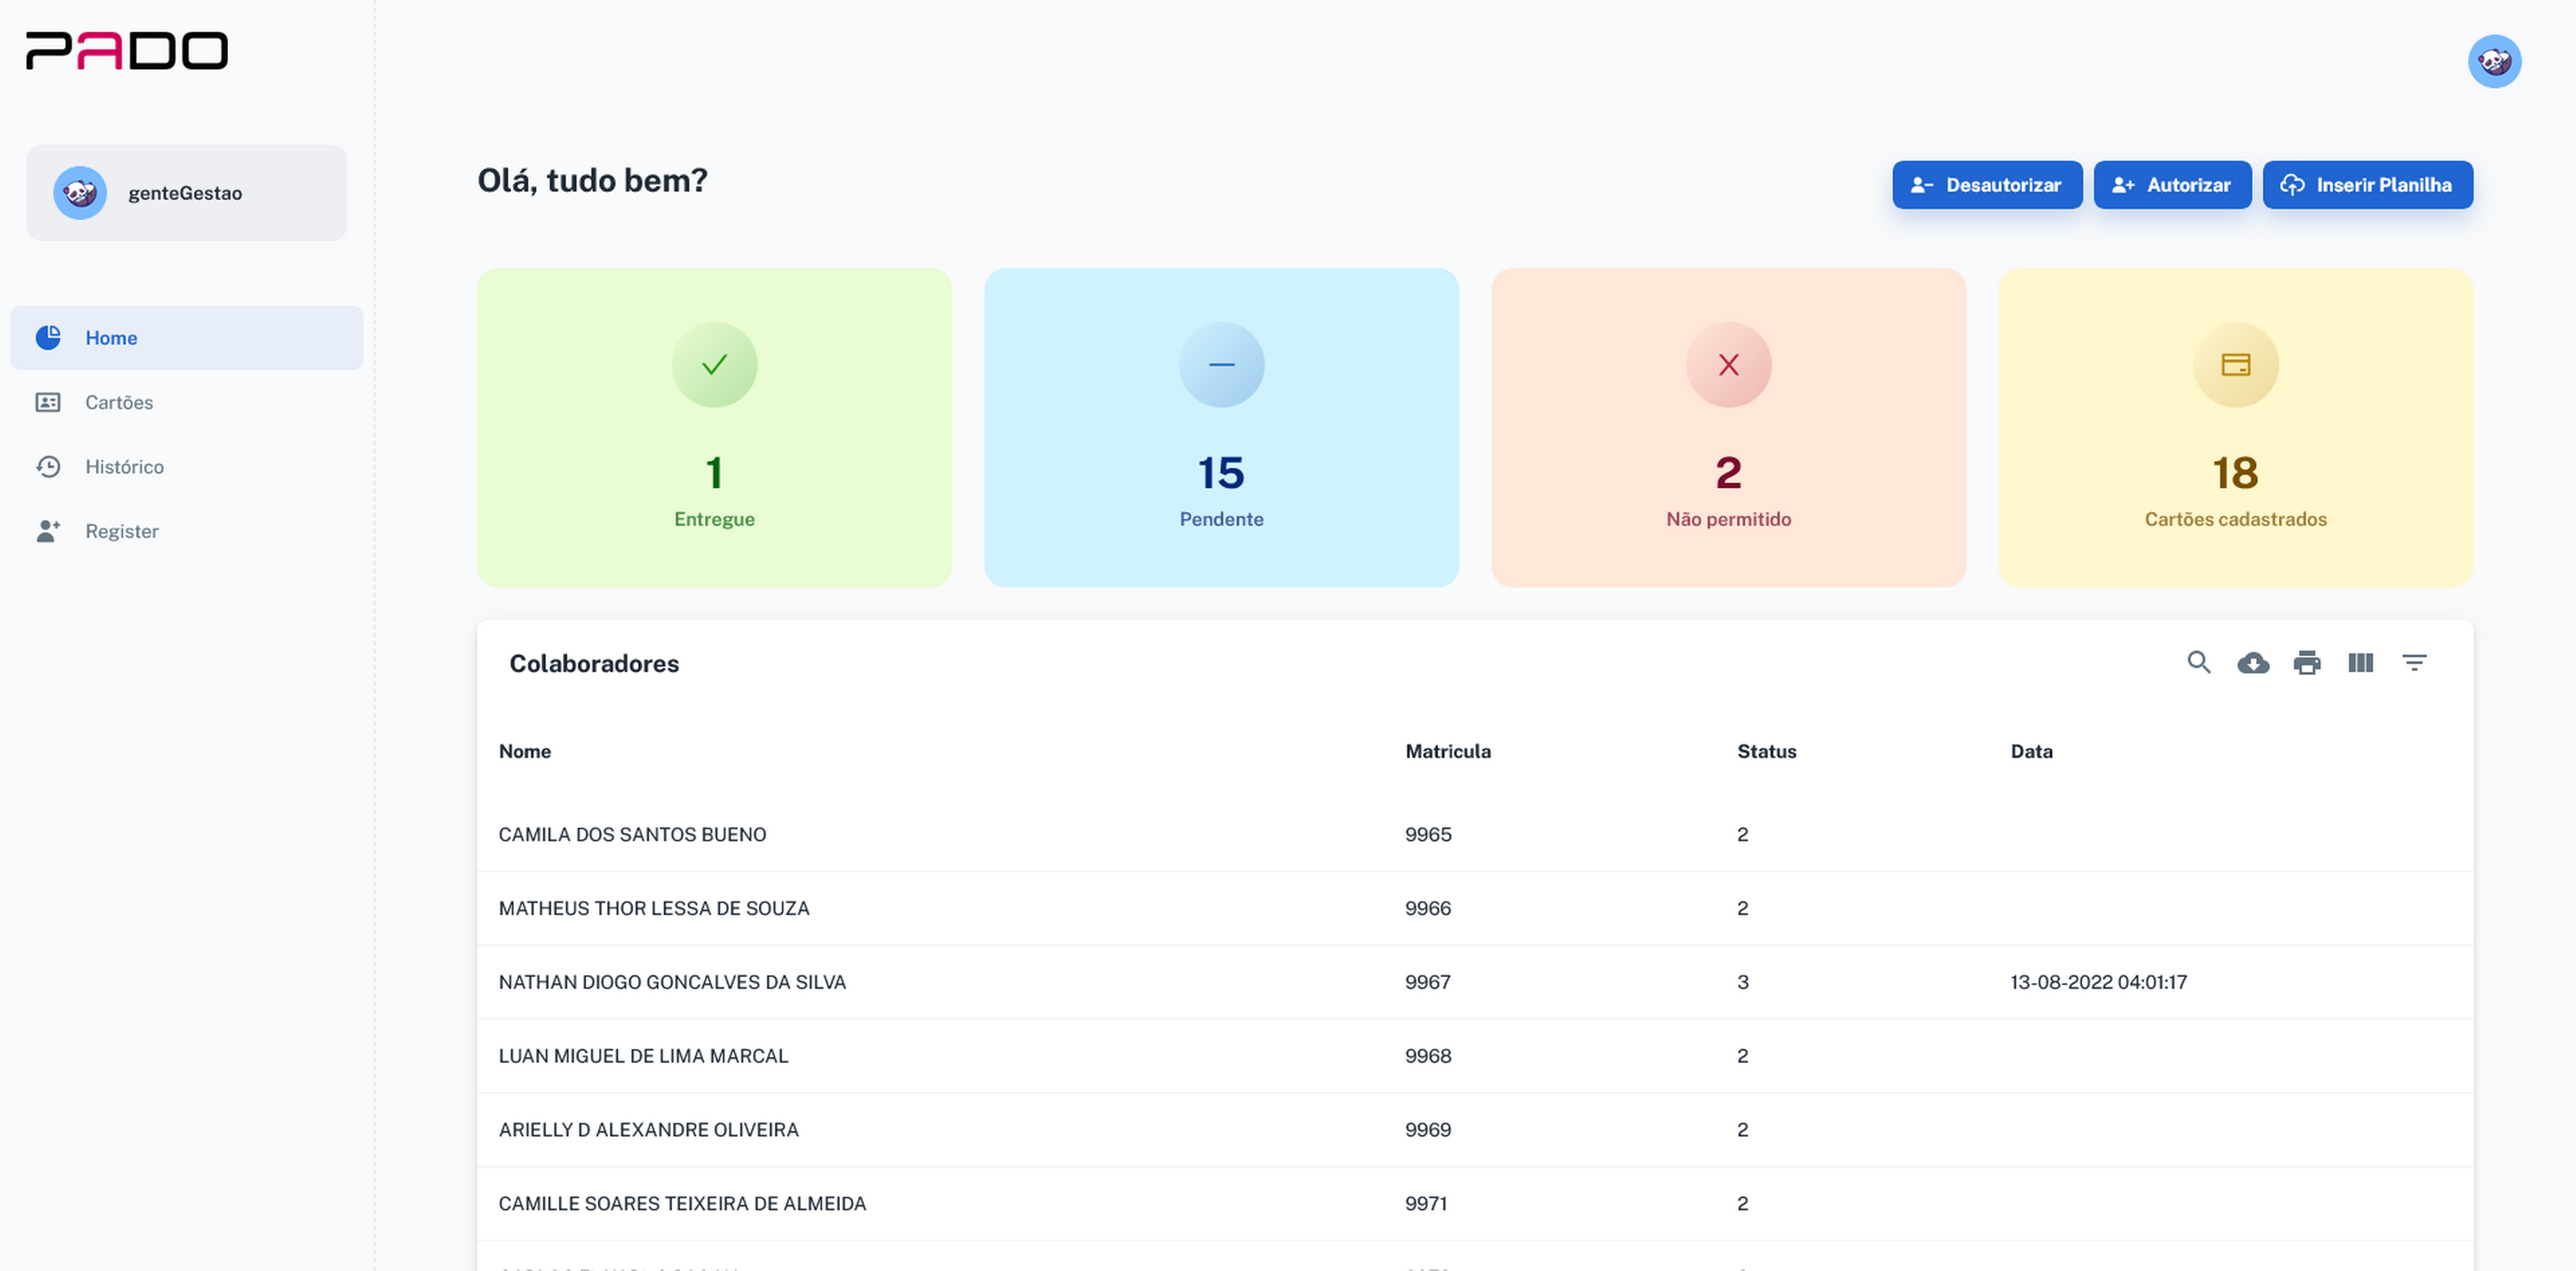 PADO
genteGestao
Home
Cartões
Histórico
Register
Olá, tudo bem?
Desautorizar Autorizar Inserir Planilha
1 15 2 18
Entregue Pendente Não permitido Cartões cadastrados
Colaboradores
Nome Matricula Status Data
CAMILA DOS SANTOS BUENO 9965 2
MATHEUS THOR LESSA DE SOUZA 9966 2
NATHAN DIOGO GONCALVES DA SILVA 9967 3 13-08-2022 04:01:17
LUAN MIGUEL DE LIMA MARCAL 9968 2
ARIELLY D ALEXANDRE OLIVEIRA 9969 2
CAMILLE SOARES TEIXEIRA DE ALMEIDA 9971 2